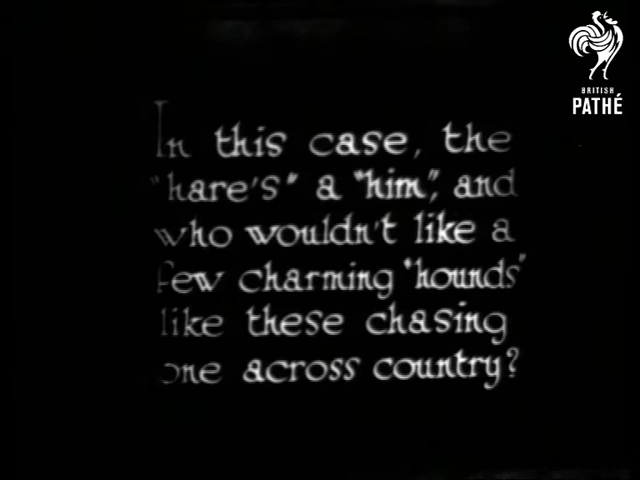 BRITISH
PATHÉ
In this case, the
"hare's" a "him", and
who wouldn't like a
few charming "hounds"
like these chasing
one across country?